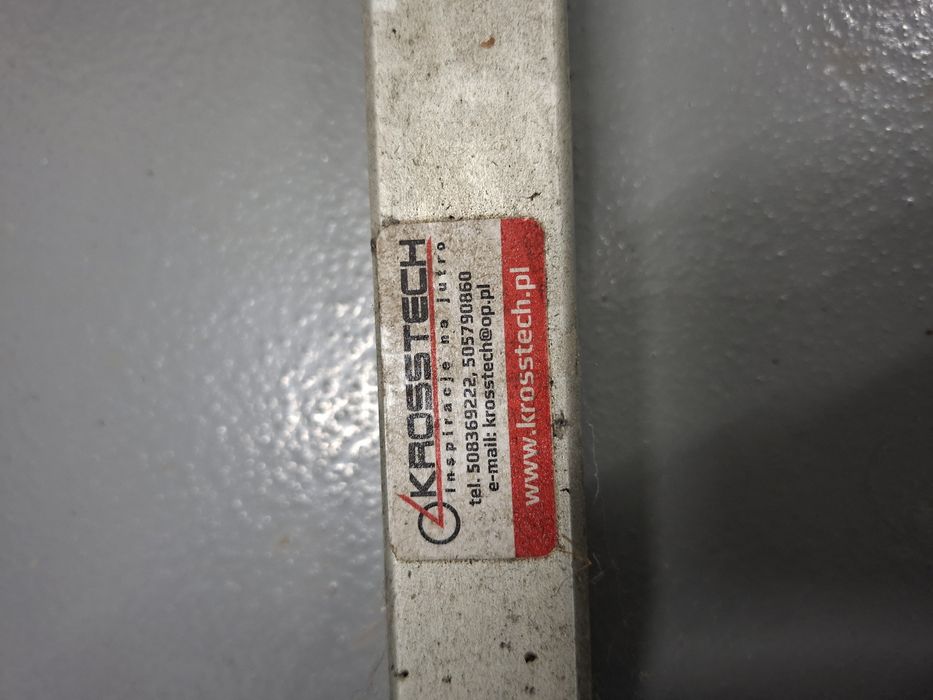 KROSSTECH
Inspiracje na jutro
tel. 508369222, 505790860
e-mail: krosstech@op.pl
www.krosstech.pl